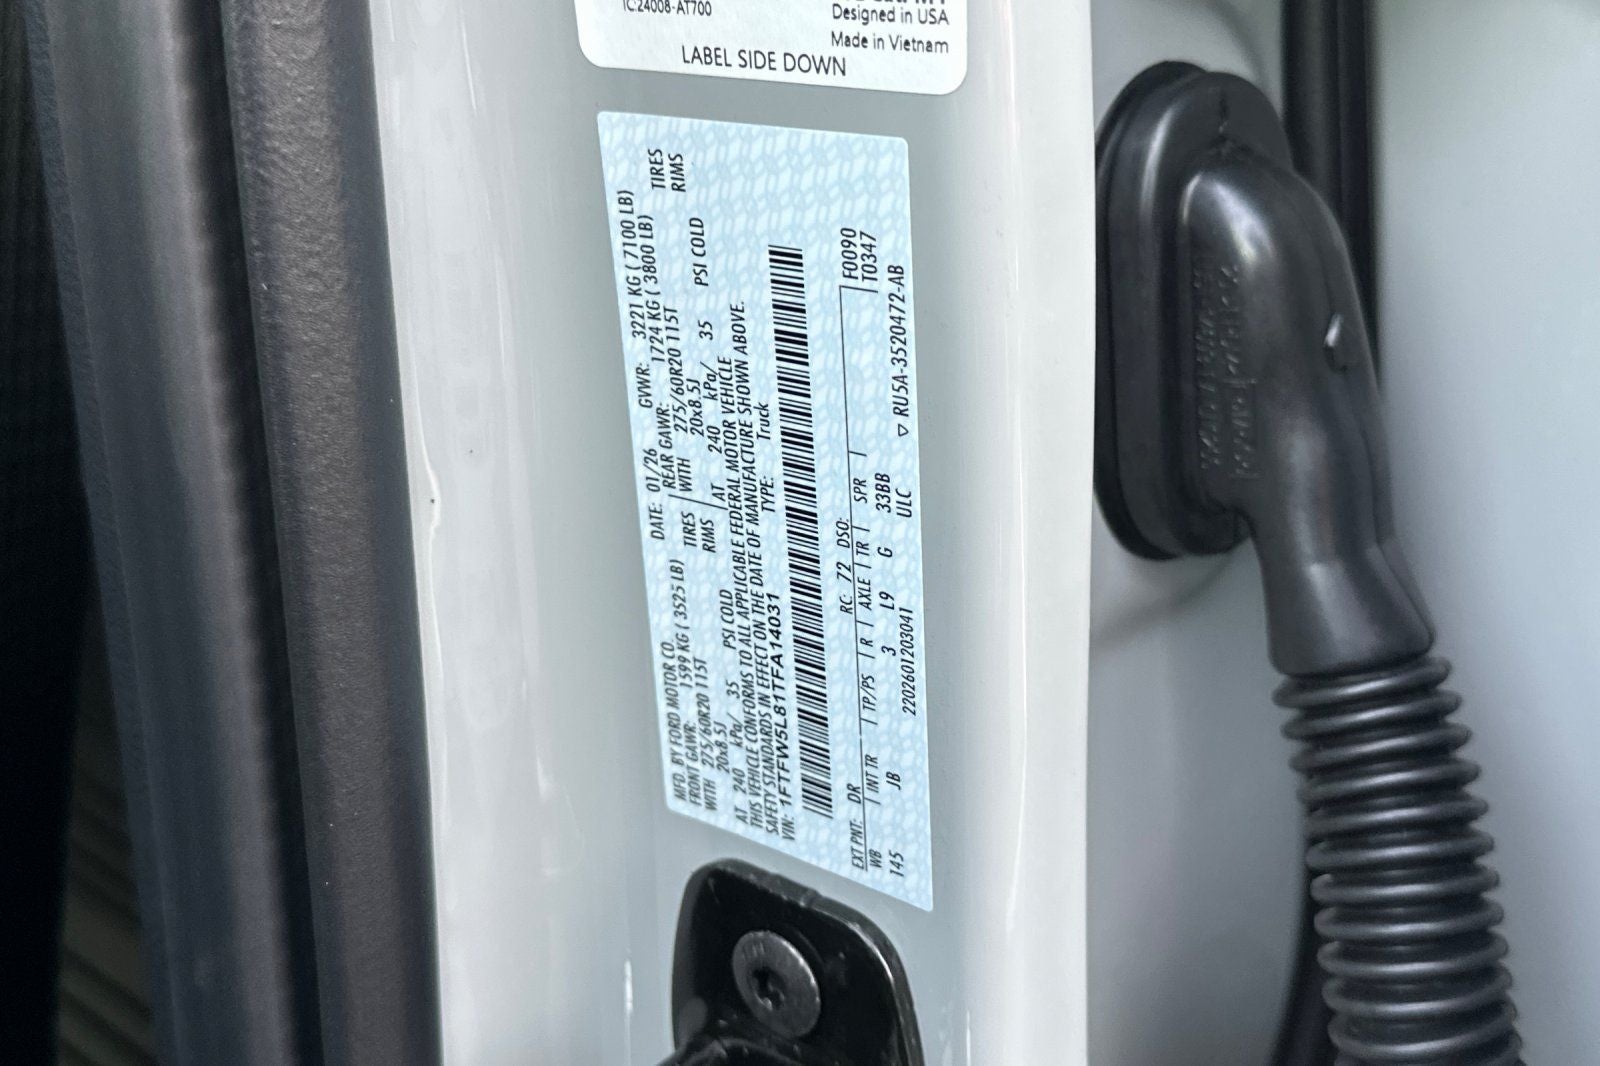 IC:24008-AT700
Designed in USA
Made in Vietnam
LABEL SIDE DOWN
MFD. BY FORD MOTOR CO.
DATE: 01/26 GVWR: 3221 KG ( 7100 LB)
FRONT GAWR: 1599 KG ( 3525 LB) REAR GAWR: 1724 KG ( 3800 LB)
WITH 275/60R20 115T TIRES WITH 275/60R20 115T TIRES
20x8.5J RIMS 20x8.5J RIMS
AT 240 kPa/ 35 PSI COLD AT 240 kPa/ 35 PSI COLD
THIS VEHICLE CONFORMS TO ALL APPLICABLE FEDERAL MOTOR VEHICLE
SAFETY STANDARDS IN EFFECT ON THE DATE OF MANUFACTURE SHOWN ABOVE.
VIN: 1FTFW5L81TFA14031 TYPE: Truck
F0090
T0347
EXT PNT: DR RC: 72 DSO:
WB INT TR TP/PS R AXLE TR SPR
145 JB 3 L9 G 33BB
2202601203041 ULC ▽ RU5A-3520472-AB